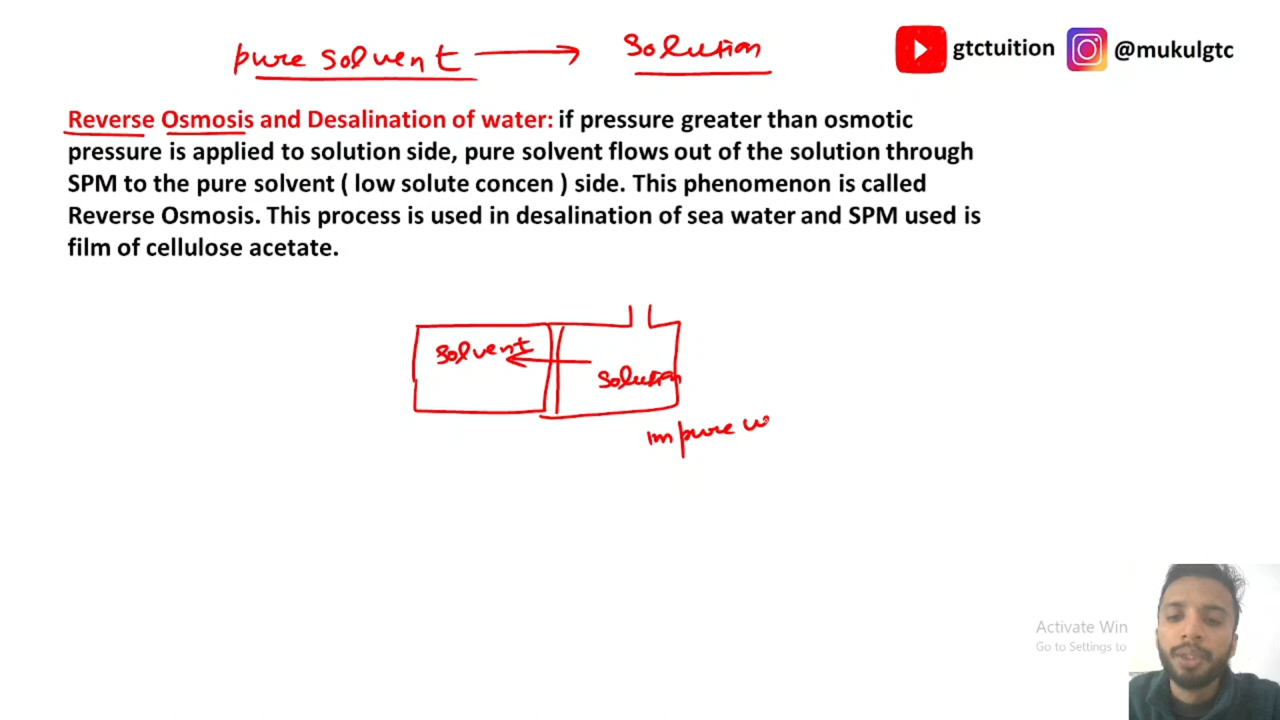 pure solvent → solution
gtctuition @mukulgtc
Reverse Osmosis and Desalination of water: if pressure greater than osmotic
pressure is applied to solution side, pure solvent flows out of the solution through
SPM to the pure solvent ( low solute concen ) side. This phenomenon is called
Reverse Osmosis. This process is used in desalination of sea water and SPM used is
film of cellulose acetate.
solvent
solution
impure w
Activate Win
Go to Settings to